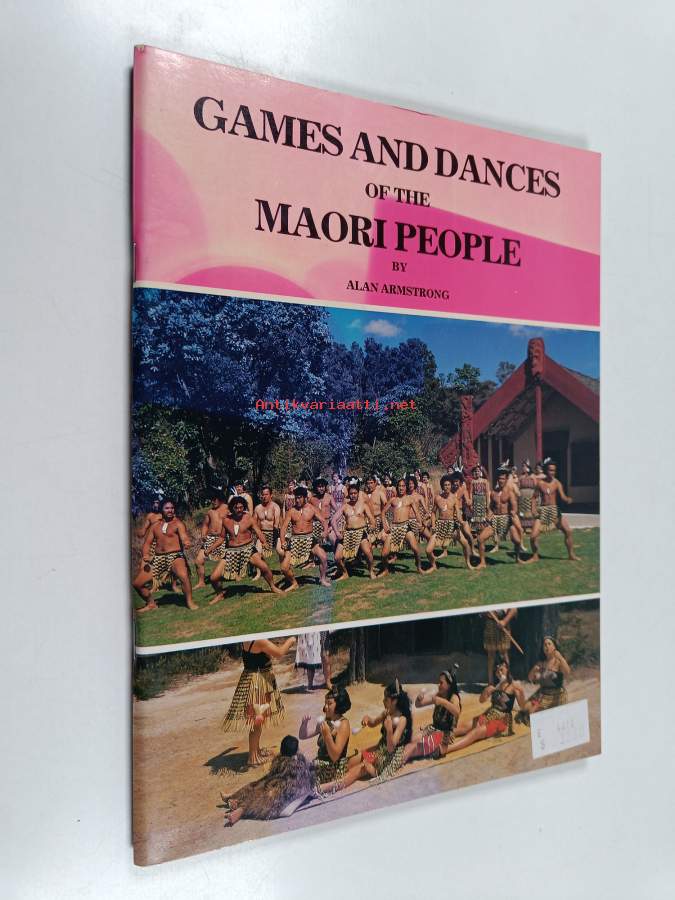 GAMES AND DANCES
OF THE
MAORI PEOPLE
BY
ALAN ARMSTRONG
Antikvariaatti.net
£
$